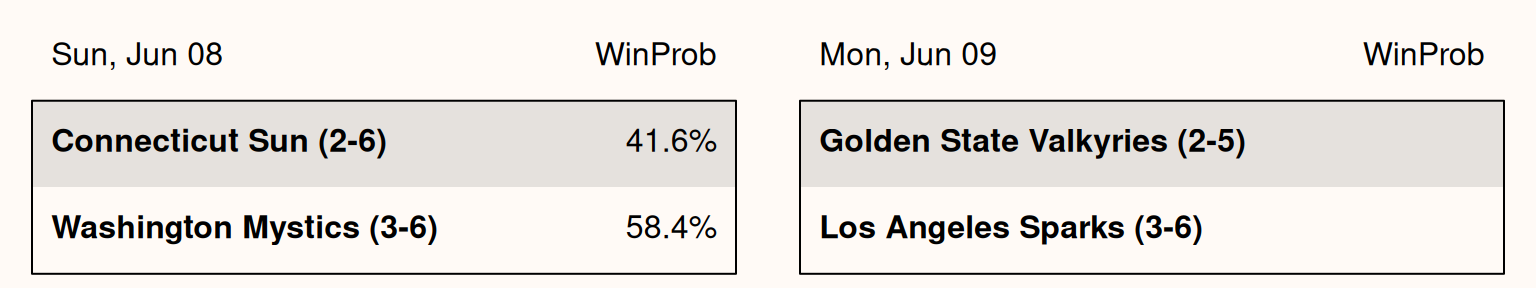 Sun, Jun 08 WinProb
Connecticut Sun (2-6) 41.6%
Washington Mystics (3-6) 58.4%
Mon, Jun 09 WinProb
Golden State Valkyries (2-5)
Los Angeles Sparks (3-6)